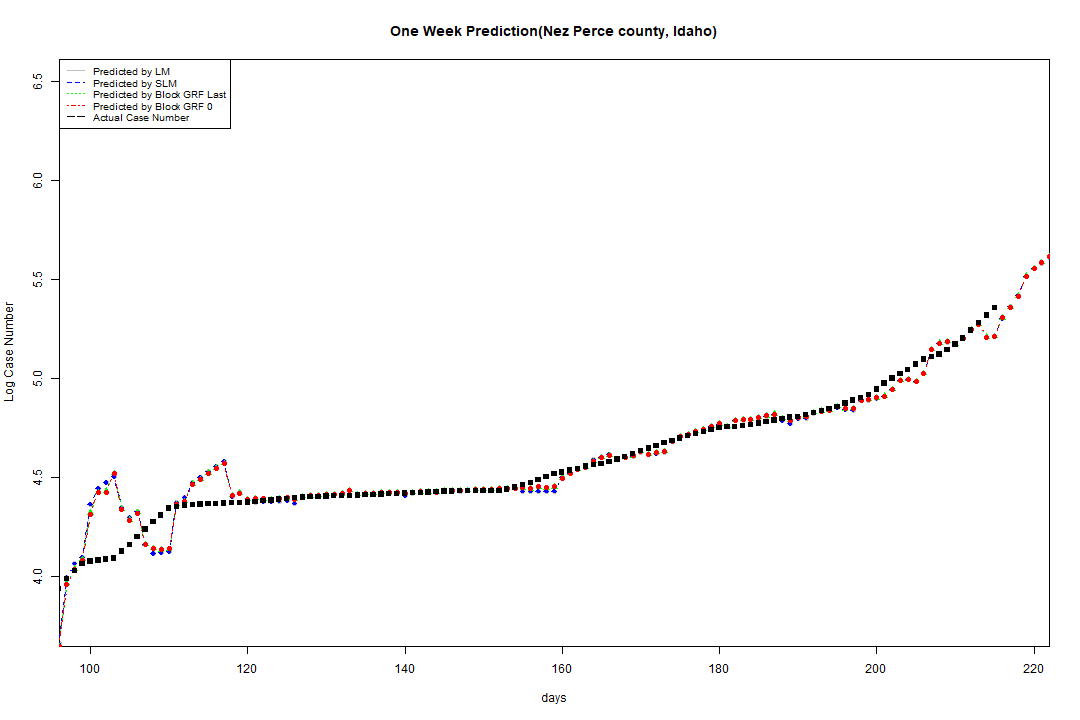 One Week Prediction(Nez Perce county, Idaho)
Predicted by LM
Predicted by SLM
Predicted by Block GRF Last
Predicted by Block GRF 0
Actual Case Number
6.5
6.0
5.5
5.0
4.5
4.0
Log Case Number
100 120 140 160 180 200 220
days